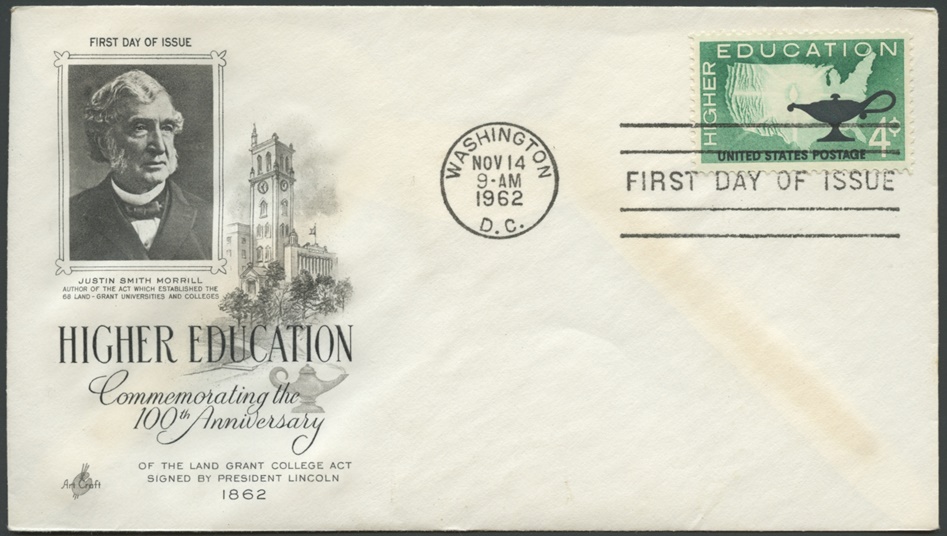 FIRST DAY OF ISSUE
JUSTIN SMITH MORRILL
AUTHOR OF THE ACT WHICH ESTABLISHED THE
68 LAND-GRANT UNIVERSITIES AND COLLEGES
HIGHER EDUCATION
Commemorating the
100th Anniversary
OF THE LAND GRANT COLLEGE ACT
SIGNED BY PRESIDENT LINCOLN
1862
Art Craft
WASHINGTON
NOV 14
9-AM
1962
D.C.
HIGHER EDUCATION
4¢
UNITED STATES POSTAGE
FIRST DAY OF ISSUE